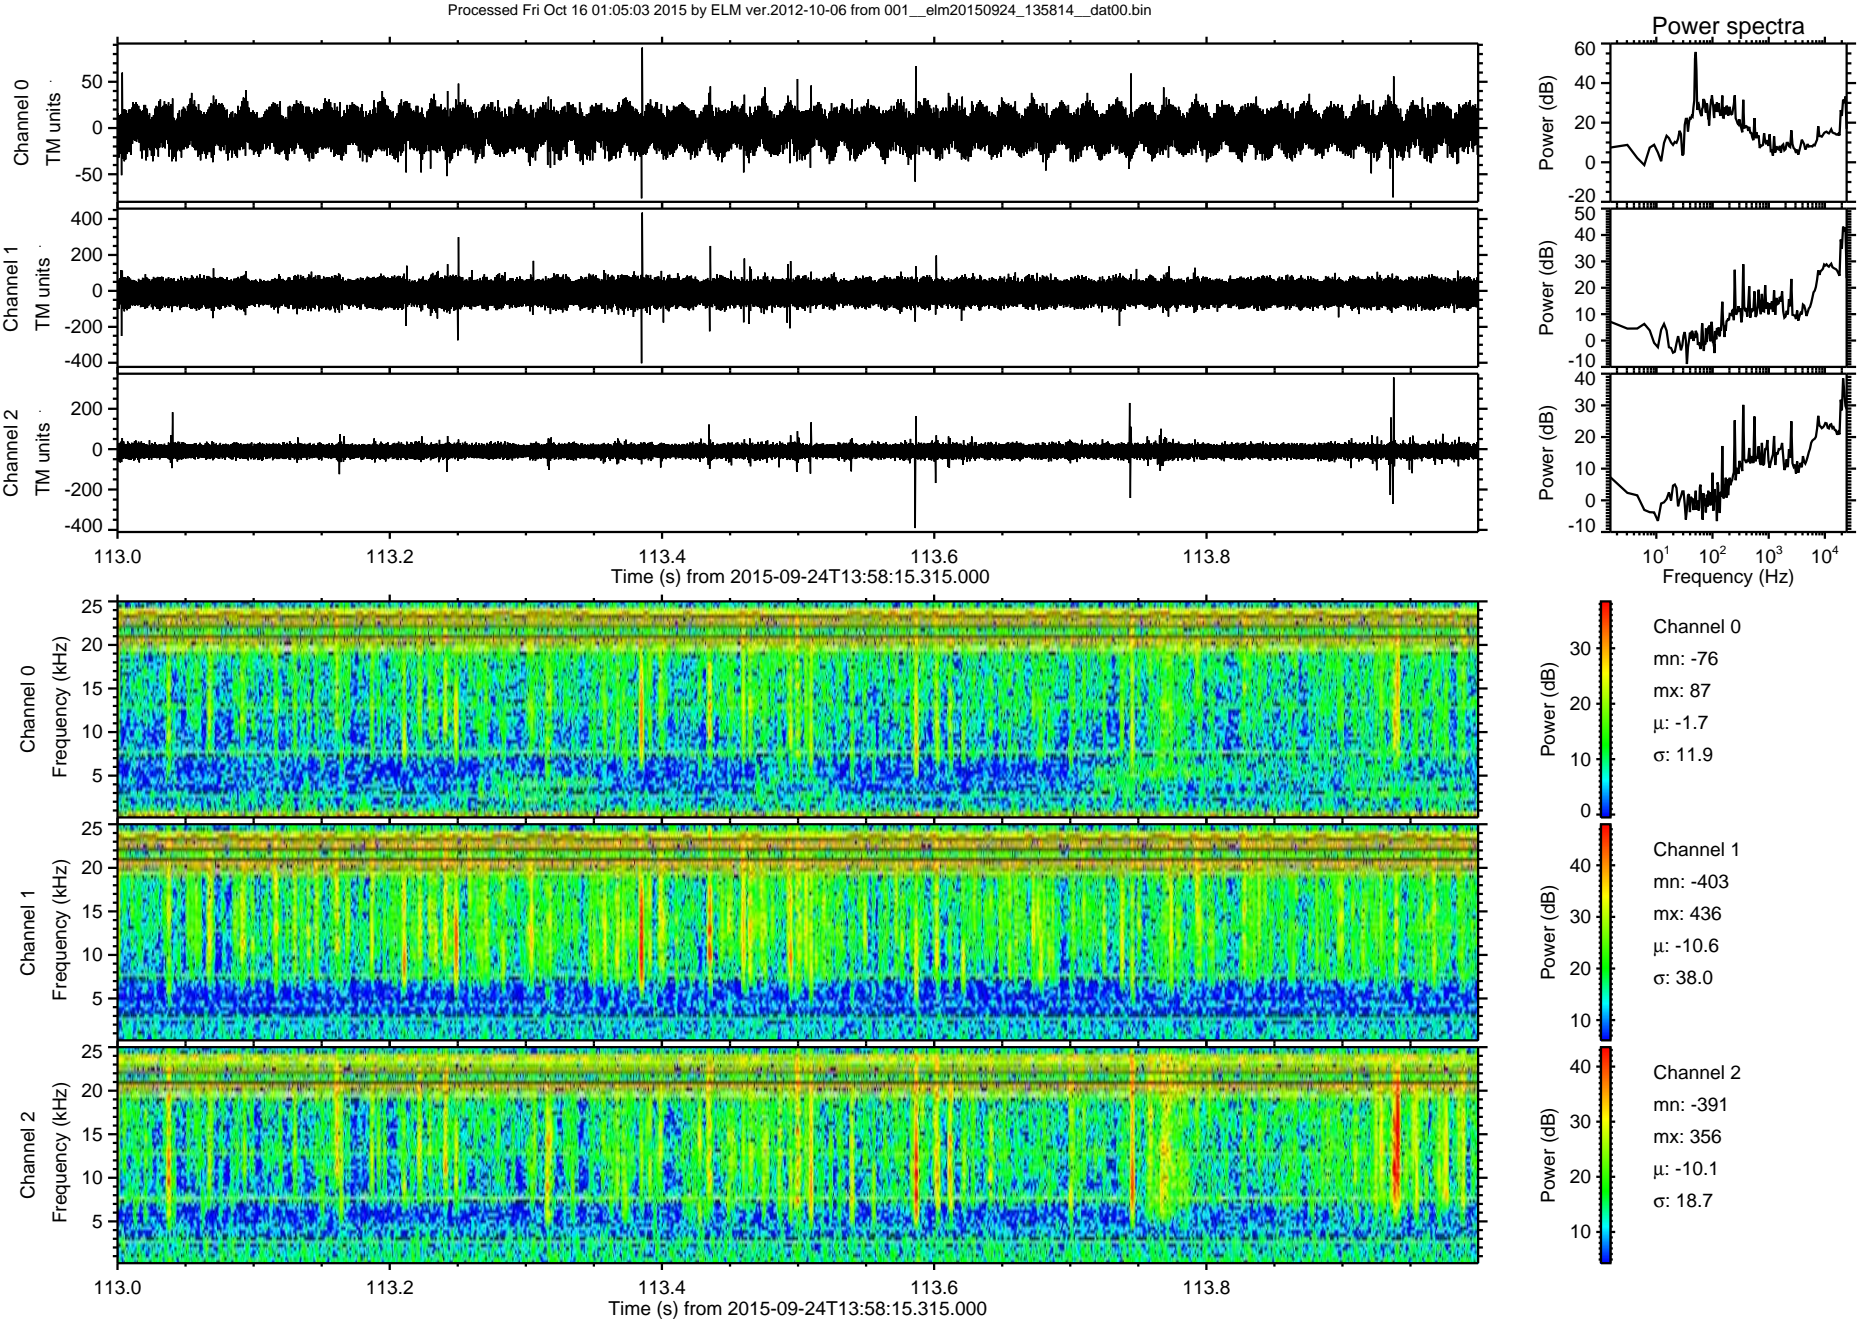 Processed Fri Oct 16 01:05:03 2015 by ELM ver.2012-10-06 from 001__elm20150924_135814__dat00.bin
Power spectra
Channel 0
TM units
50
0
-50
Power (dB)
60
40
20
0
-20
Channel 1
TM units
400
200
0
-200
-400
Power (dB)
50
40
30
20
10
0
-10
Channel 2
TM units
200
0
-200
-400
Power (dB)
40
30
20
10
0
-10
113.0 113.2 113.4 113.6 113.8
Time (s) from 2015-09-24T13:58:15.315.000
10¹ 10² 10³ 10⁴
Frequency (Hz)
Channel 0
Frequency (kHz)
25
20
15
10
5
Power (dB)
30
20
10
0
Channel 0
mn: -76
mx: 87
μ: -1.7
σ: 11.9
Channel 1
Frequency (kHz)
25
20
15
10
5
Power (dB)
40
30
20
10
Channel 1
mn: -403
mx: 436
μ: -10.6
σ: 38.0
Channel 2
Frequency (kHz)
25
20
15
10
5
Power (dB)
40
30
20
10
Channel 2
mn: -391
mx: 356
μ: -10.1
σ: 18.7
113.0 113.2 113.4 113.6 113.8
Time (s) from 2015-09-24T13:58:15.315.000